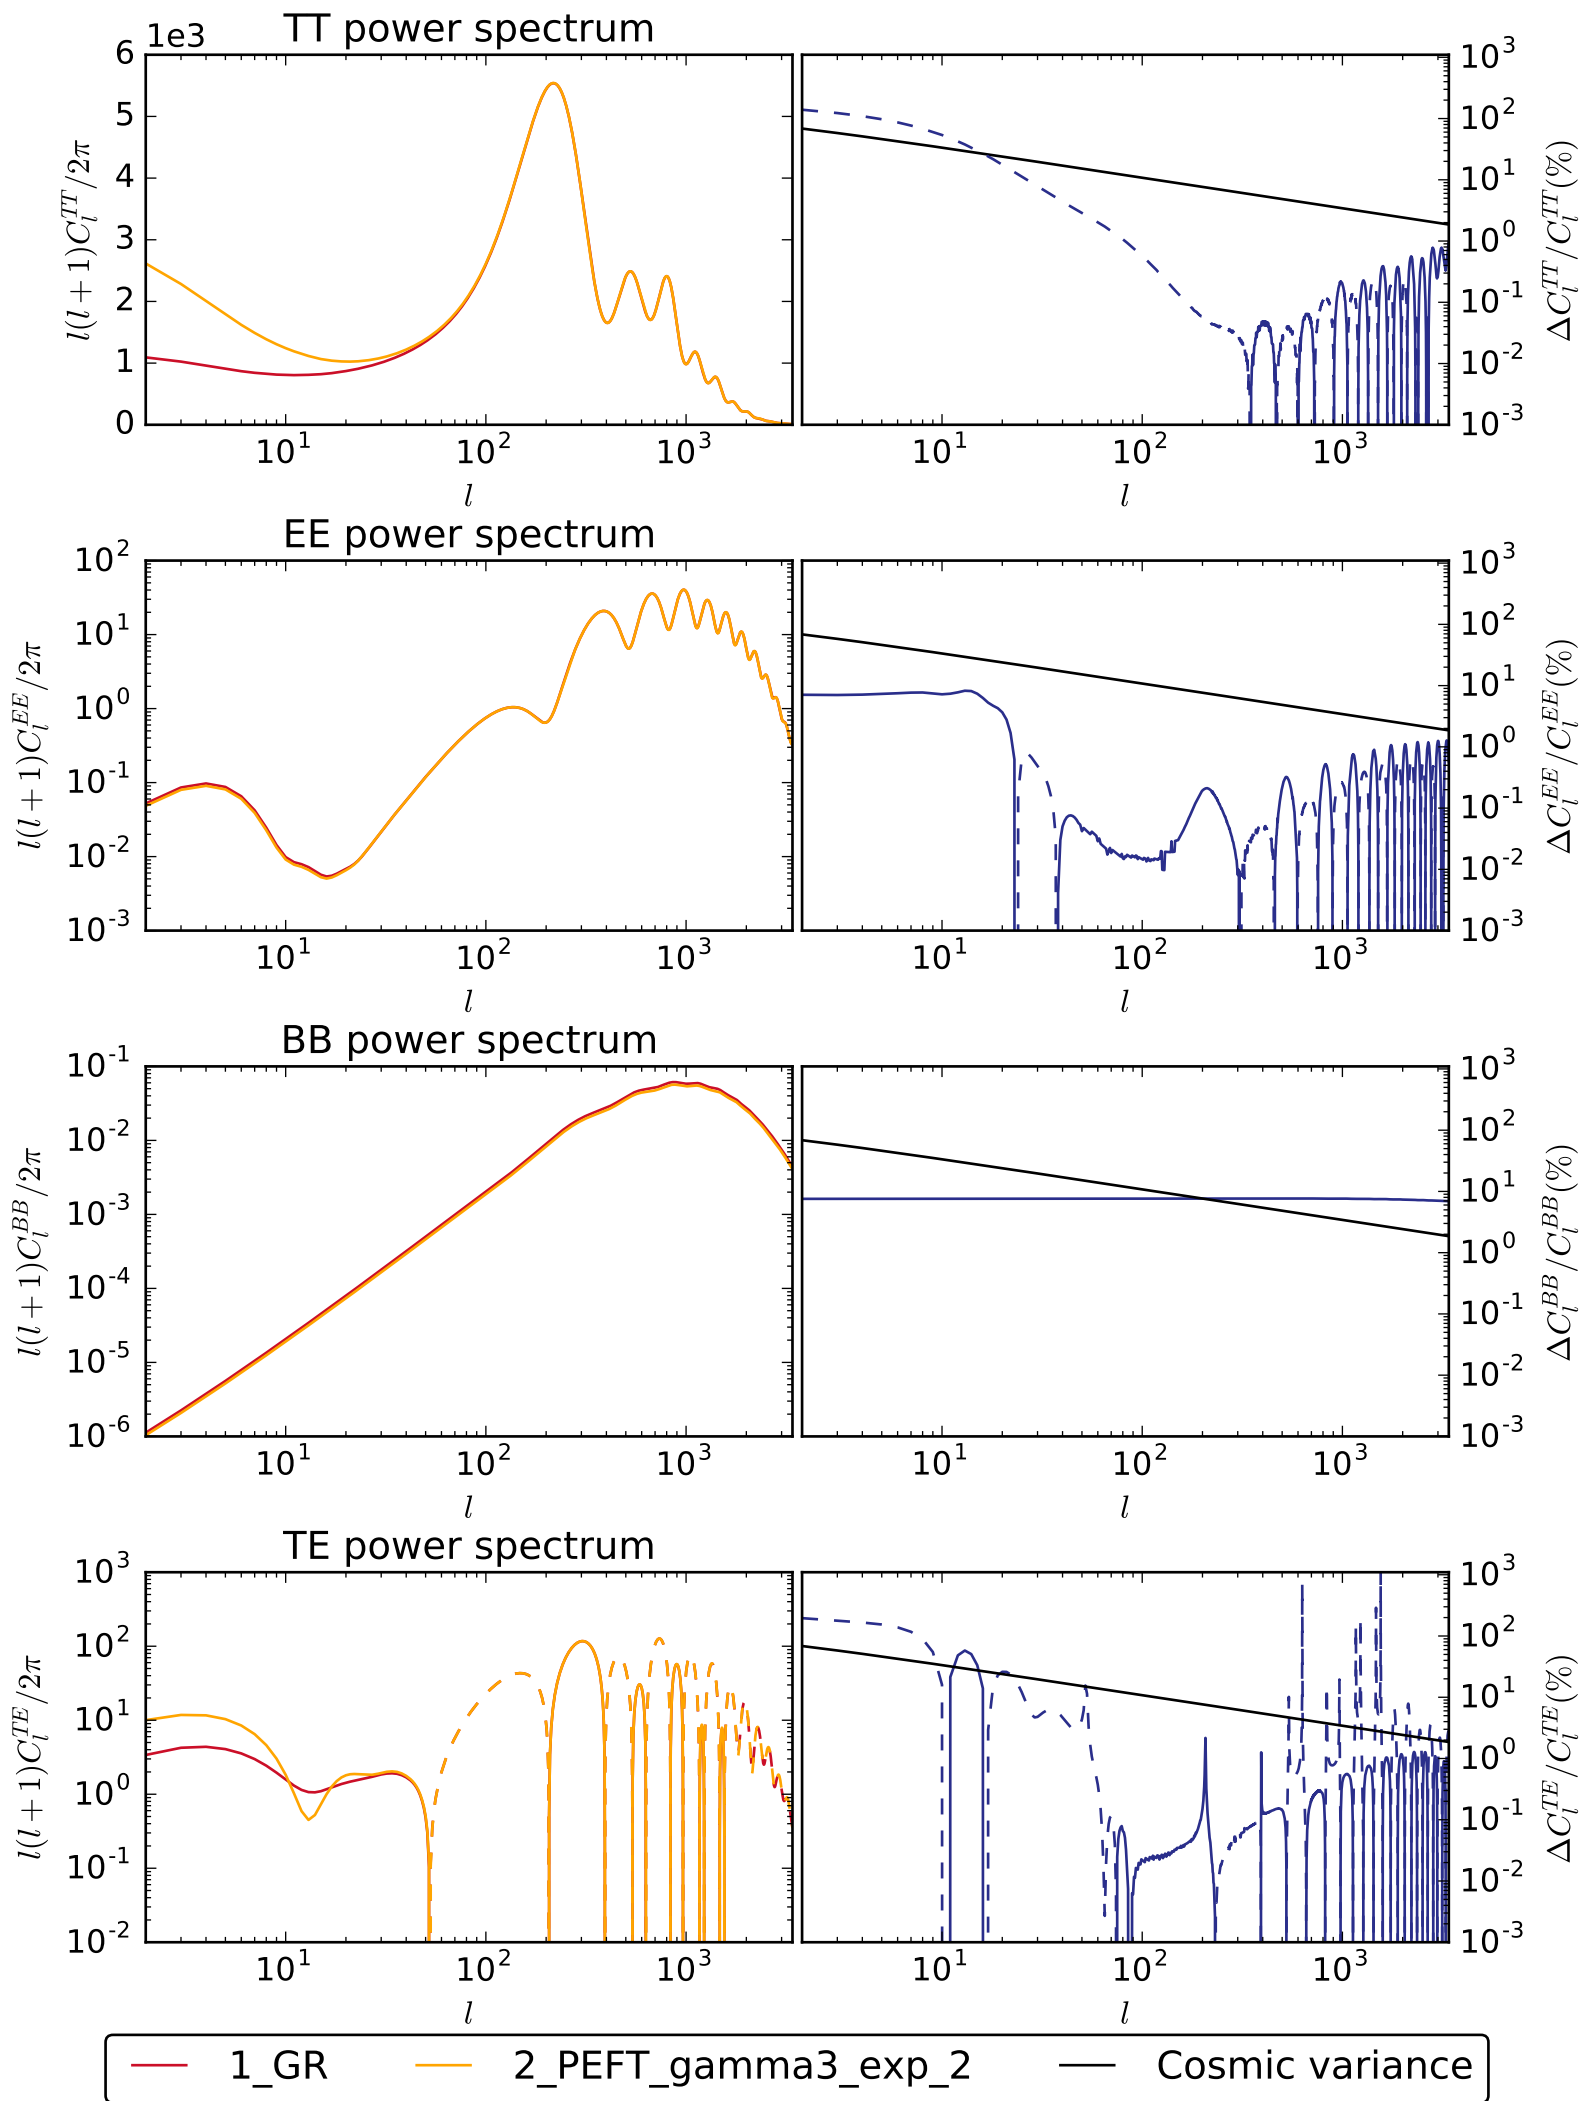 TT power spectrum
1e3
6
5
4
3
2
1
0
l(l + 1)C_l^{TT}/2π
10^1 10^2 10^3
l
10^3
10^2
10^1
10^0
10^-1
10^-2
10^-3
ΔC_l^{TT}/C_l^{TT}(%)
10^1 10^2 10^3
l
EE power spectrum
10^2
10^1
10^0
10^-1
10^-2
10^-3
l(l + 1)C_l^{EE}/2π
10^1 10^2 10^3
l
10^3
10^2
10^1
10^0
10^-1
10^-2
10^-3
ΔC_l^{EE}/C_l^{EE}(%)
10^1 10^2 10^3
l
BB power spectrum
10^-1
10^-2
10^-3
10^-4
10^-5
10^-6
l(l + 1)C_l^{BB}/2π
10^1 10^2 10^3
l
10^3
10^2
10^1
10^0
10^-1
10^-2
10^-3
ΔC_l^{BB}/C_l^{BB}(%)
10^1 10^2 10^3
l
TE power spectrum
10^3
10^2
10^1
10^0
10^-1
10^-2
l(l + 1)C_l^{TE}/2π
10^1 10^2 10^3
l
10^3
10^2
10^1
10^0
10^-1
10^-2
10^-3
ΔC_l^{TE}/C_l^{TE}(%)
10^1 10^2 10^3
l
1_GR 2_PEFT_gamma3_exp_2 Cosmic variance